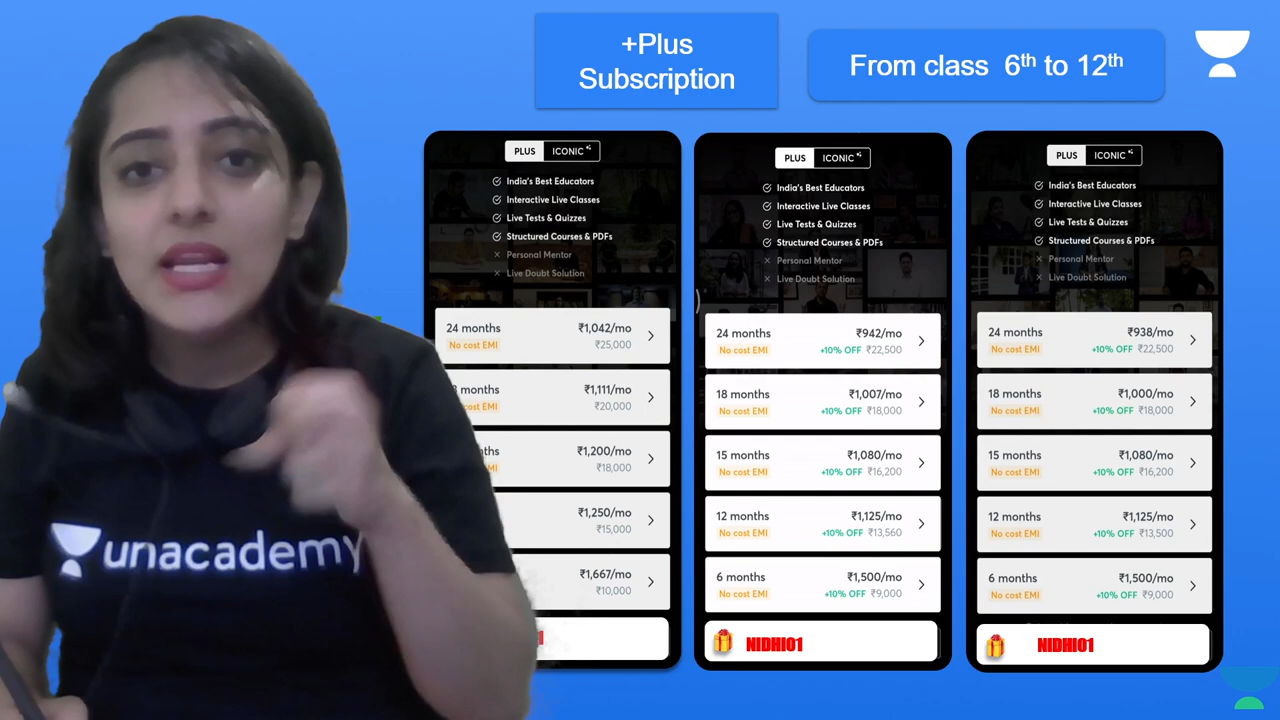 +Plus
Subscription
From class 6th to 12th
PLUS ICONIC
India's Best Educators
Interactive Live Classes
Live Tests & Quizzes
Structured Courses & PDFs
Personal Mentor
Live Doubt Solution
24 months ₹1,042/mo
No cost EMI ₹25,000
months ₹1,111/mo
cost EMI ₹20,000
₹1,200/mo
₹18,000
₹1,250/mo
₹15,000
₹1,667/mo
₹10,000
PLUS ICONIC
India's Best Educators
Interactive Live Classes
Live Tests & Quizzes
Structured Courses & PDFs
Personal Mentor
Live Doubt Solution
24 months ₹942/mo
No cost EMI +10% OFF ₹22,500
18 months ₹1,007/mo
No cost EMI +10% OFF ₹18,000
15 months ₹1,080/mo
No cost EMI +10% OFF ₹16,200
12 months ₹1,125/mo
No cost EMI +10% OFF ₹13,560
6 months ₹1,500/mo
No cost EMI +10% OFF ₹9,000
NIDHI01
PLUS ICONIC
India's Best Educators
Interactive Live Classes
Live Tests & Quizzes
Structured Courses & PDFs
Personal Mentor
Live Doubt Solution
24 months ₹938/mo
No cost EMI +10% OFF ₹22,500
18 months ₹1,000/mo
No cost EMI +10% OFF ₹18,000
15 months ₹1,080/mo
No cost EMI +10% OFF ₹16,200
12 months ₹1,125/mo
No cost EMI +10% OFF ₹13,500
6 months ₹1,500/mo
No cost EMI +10% OFF ₹9,000
NIDHI01
unacademy